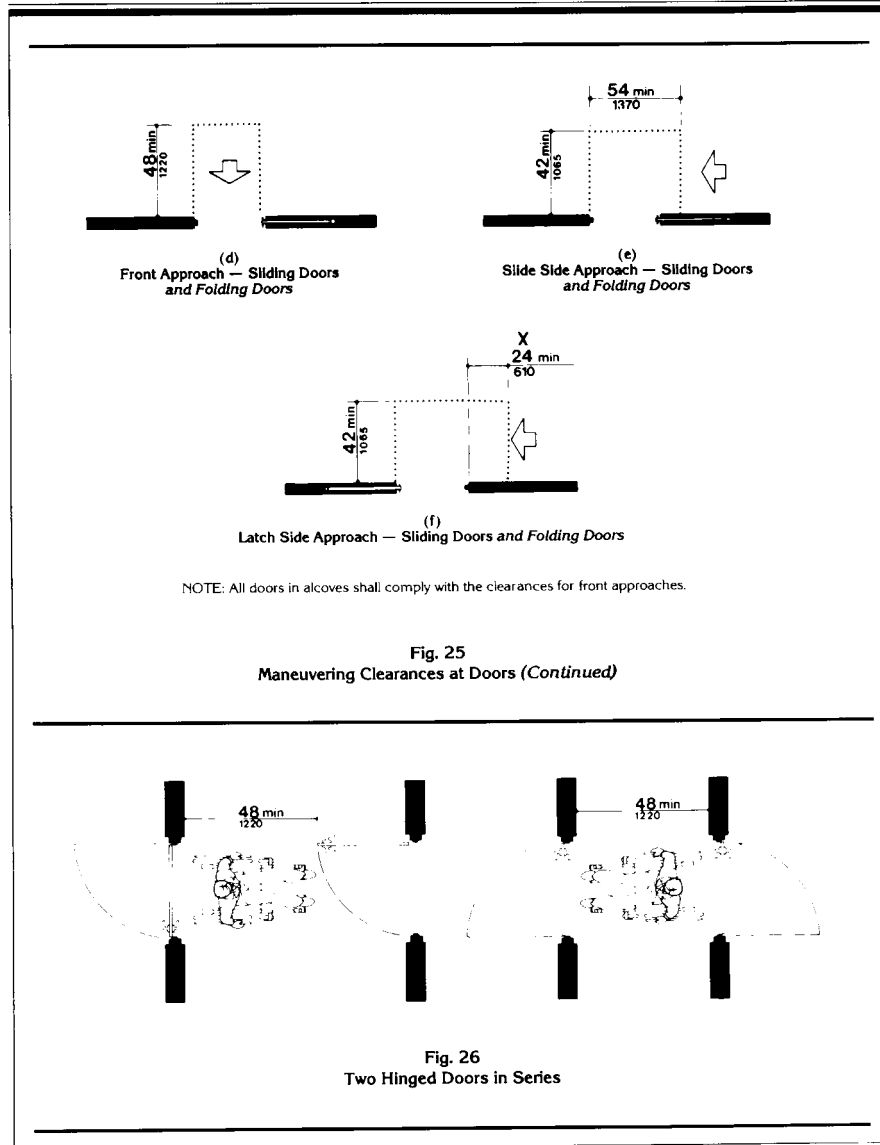 48 min
1220
(d)
Front Approach — Sliding Doors
and Folding Doors
54 min
1370
42 min
1065
(e)
Slide Side Approach — Sliding Doors
and Folding Doors
X
24 min
610
42 min
1065
(f)
Latch Side Approach — Sliding Doors and Folding Doors
NOTE: All doors in alcoves shall comply with the clearances for front approaches.
Fig. 25
Maneuvering Clearances at Doors (Continued)
48 min
1220
48 min
1220
Fig. 26
Two Hinged Doors in Series